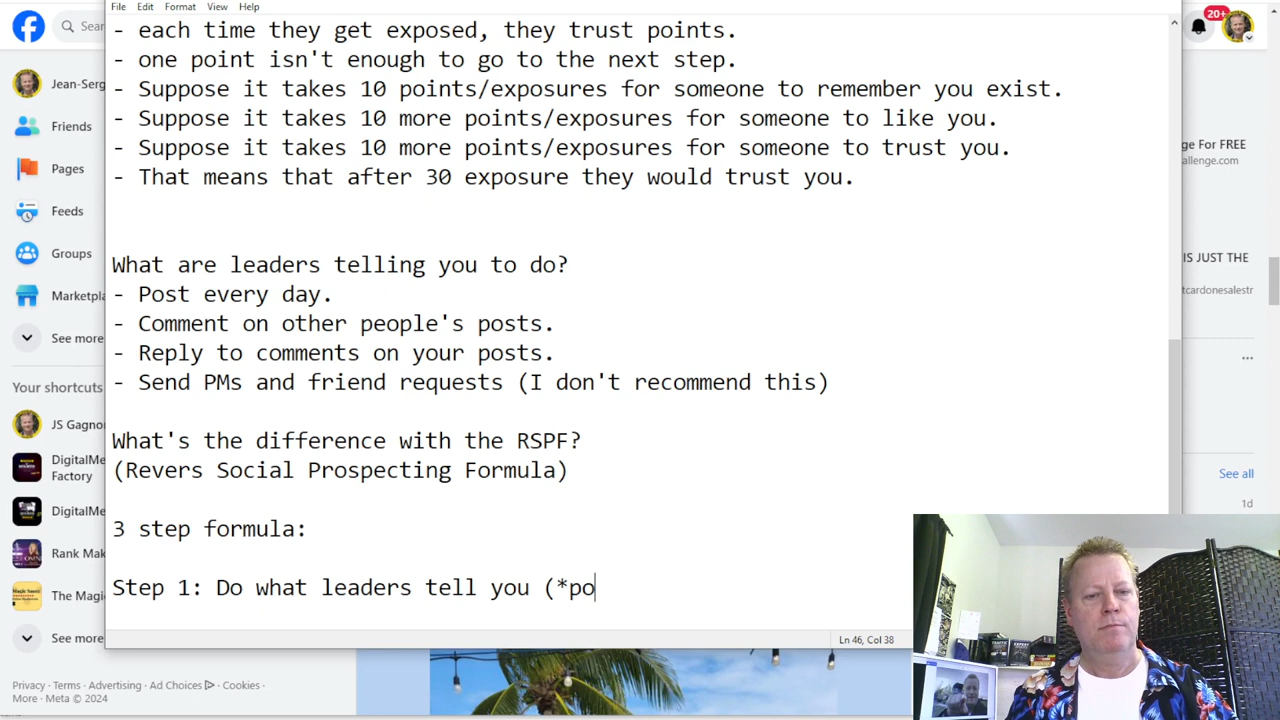 File Edit Format View Help
- each time they get exposed, they trust points.
- one point isn't enough to go to the next step.
- Suppose it takes 10 points/exposures for someone to remember you exist.
- Suppose it takes 10 more points/exposures for someone to like you.
- Suppose it takes 10 more points/exposures for someone to trust you.
- That means that after 30 exposure they would trust you.
What are leaders telling you to do?
- Post every day.
- Comment on other people's posts.
- Reply to comments on your posts.
- Send PMs and friend requests (I don't recommend this)
What's the difference with the RSPF?
(Revers Social Prospecting Formula)
3 step formula:
Step 1: Do what leaders tell you (*po
Ln 46, Col 38
Sear
Jean-Serg
Friends
Pages
Feeds
Groups
Marketpla
See more
Your shortcuts
JS Gagnon
DigitalMe
Factory
DigitalMe
Rank Mak
The Magic
See more
Privacy · Terms · Advertising · Ad Choices · Cookies ·
More · Meta © 2024
20+
ge For FREE
allenge.com
IS JUST THE
tcardonesalestr
...
See all
1d